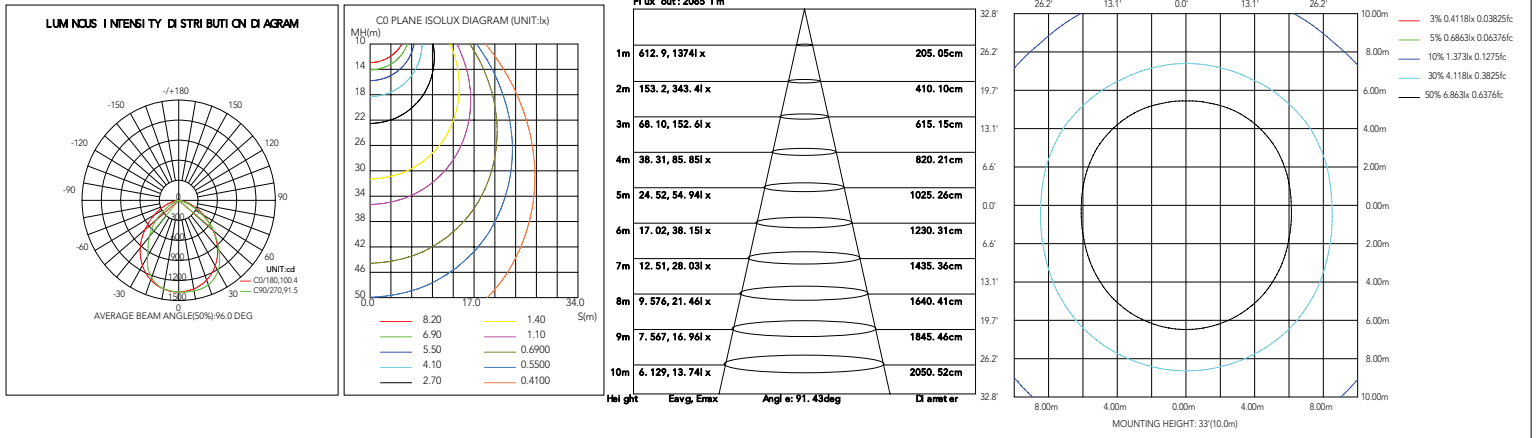 LUMINOUS INTENSITY DISTRIBUTION DIAGRAM
-/+180
-150
150
-120
120
-90
90
-60
60
-30
30
0
0
300
600
900
1200
1500
UNIT:cd
C0/180,100.4
C90/270,91.5
AVERAGE BEAM ANGLE(50%):96.0 DEG
C0 PLANE ISOLUX DIAGRAM (UNIT:lx)
MH(m)
10
14
18
22
26
30
34
38
42
46
50
0.0
17.0
34.0
S(m)
8.20
1.40
6.90
1.10
5.50
0.6900
4.10
0.5500
2.70
0.4100
Flux out: 2085 lm
1m 612.9, 1374lx 205.05cm
2m 153.2, 343.4lx 410.10cm
3m 68.10, 152.6lx 615.15cm
4m 38.31, 85.85lx 820.21cm
5m 24.52, 54.94lx 1025.26cm
6m 17.02, 38.15lx 1230.31cm
7m 12.51, 28.03lx 1435.36cm
8m 9.576, 21.46lx 1640.41cm
9m 7.567, 16.96lx 1845.46cm
10m 6.129, 13.74lx 2050.52cm
Height Eavg, Emax Angle: 91.43deg Diameter
26.2' 13.1' 0.0' 13.1' 26.2'
32.8' 10.00m
26.2' 8.00m
19.7' 6.00m
13.1' 4.00m
6.6' 2.00m
0.0' 0.00m
6.6' 2.00m
13.1' 4.00m
19.7' 6.00m
26.2' 8.00m
32.8' 10.00m
8.00m 4.00m 0.00m 4.00m 8.00m
MOUNTING HEIGHT: 33'(10.0m)
3% 0.4118lx 0.03825fc
5% 0.6863lx 0.06376fc
10% 1.373lx 0.1275fc
30% 4.118lx 0.3825fc
50% 6.863lx 0.6376fc